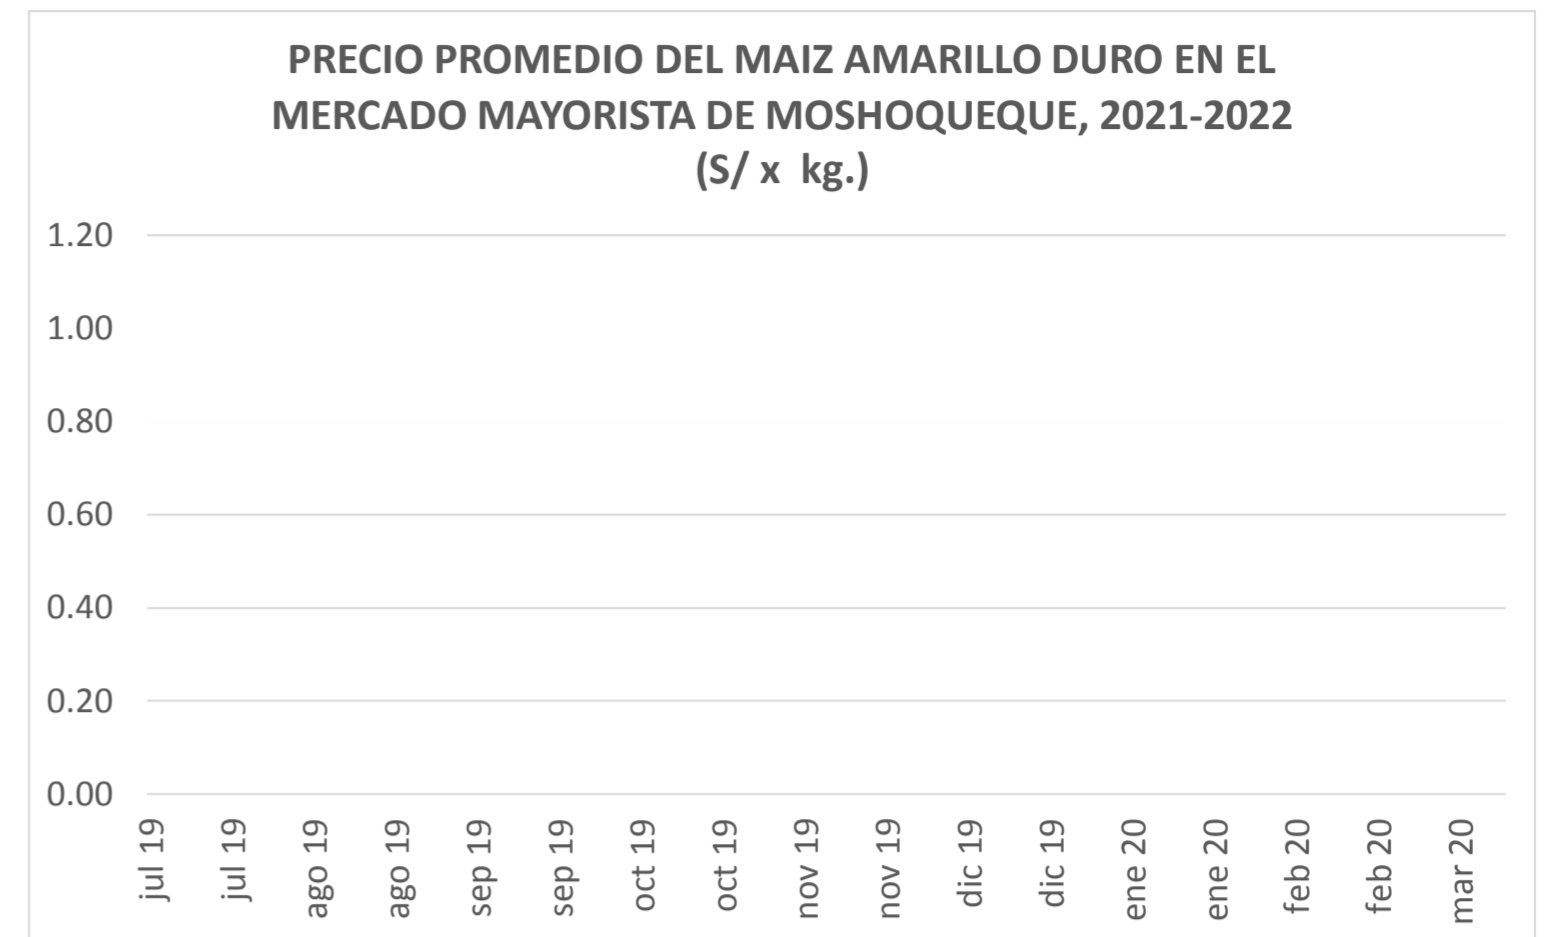 PRECIO PROMEDIO DEL MAIZ AMARILLO DURO EN EL
MERCADO MAYORISTA DE MOSHOQUEQUE, 2021-2022
(S/ x  kg.)
1.20
1.00
0.80
0.60
0.40
0.20
0.00
jul 19
jul 19
ago 19
ago 19
sep 19
sep 19
oct 19
oct 19
nov 19
nov 19
dic 19
dic 19
ene 20
ene 20
feb 20
feb 20
mar 20